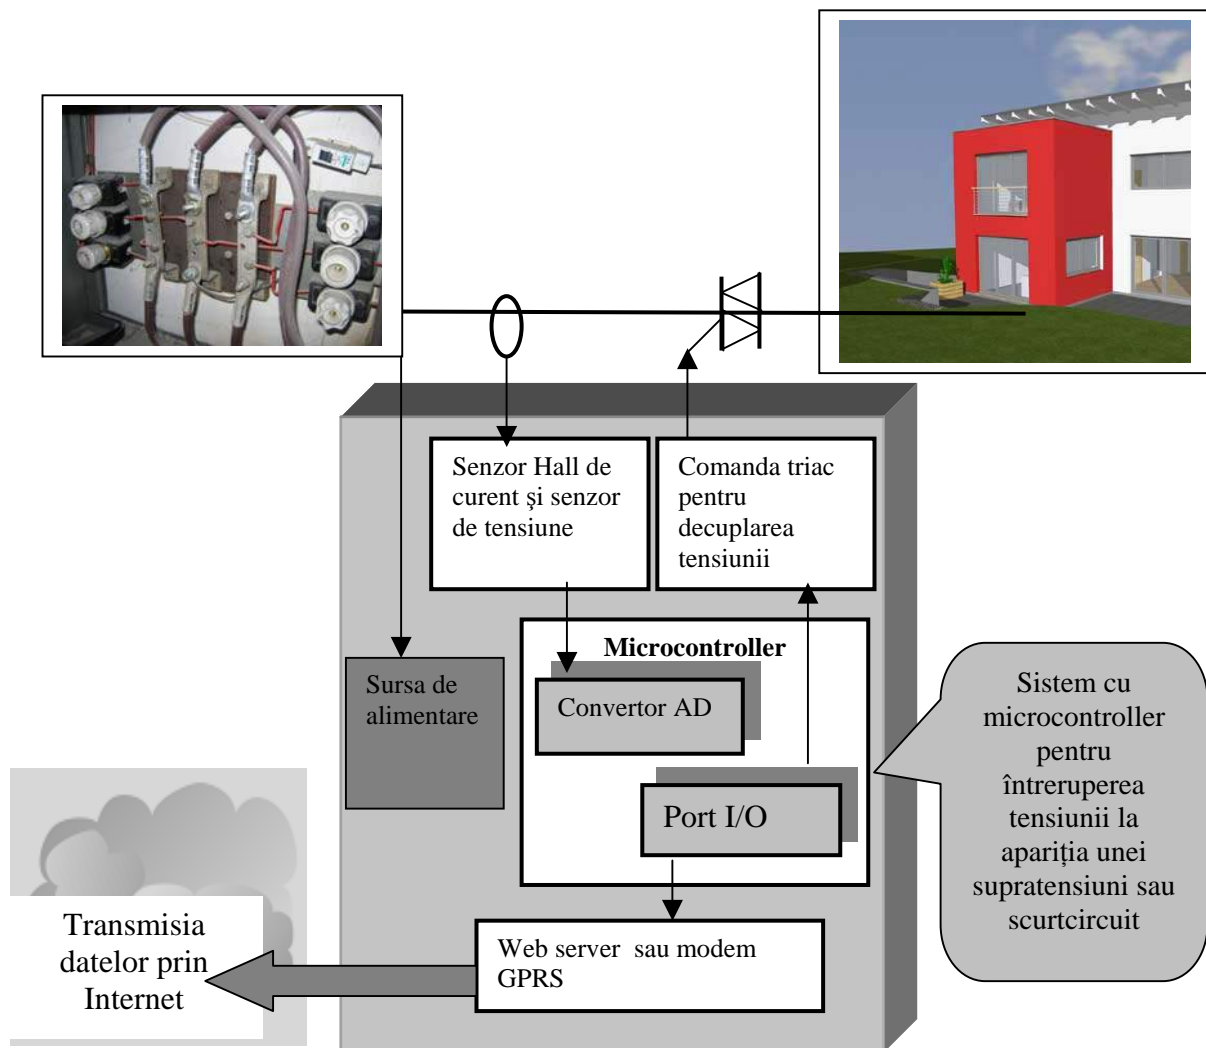 Senzor Hall de
curent şi senzor
de tensiune
Comanda triac
pentru
decuplarea
tensiunii
Microcontroller
Convertor AD
Port I/O
Sursa de
alimentare
Sistem cu
microcontroller
pentru
întreruperea
tensiunii la
apariția unei
supratensiuni sau
scurtcircuit
Web server sau modem
GPRS
Transmisia
datelor prin
Internet